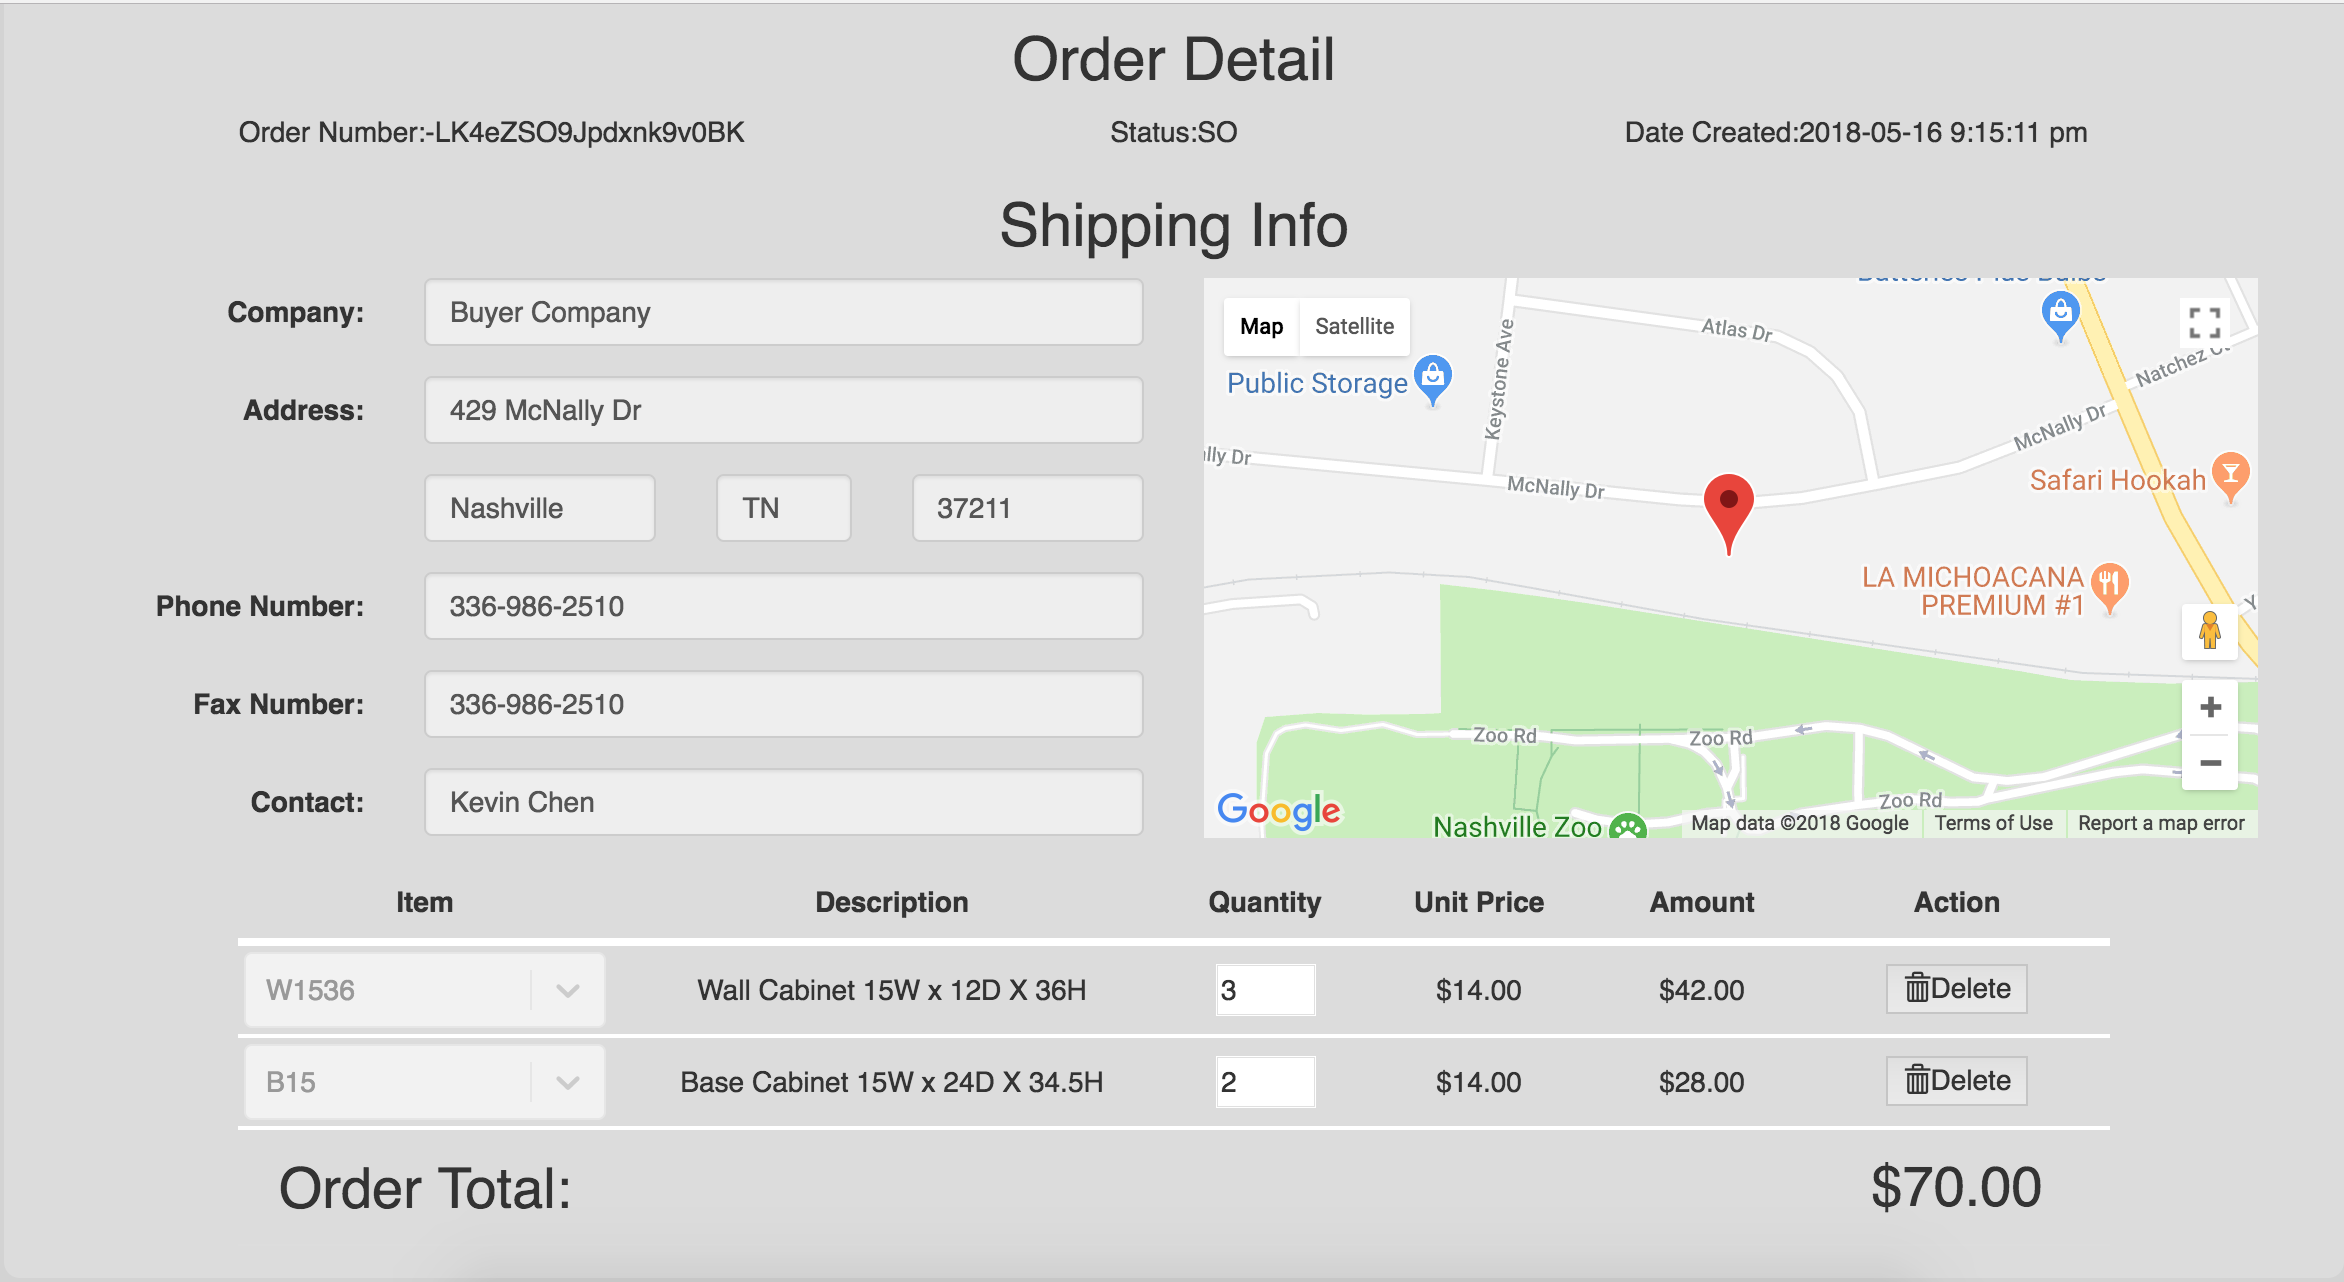 Order Detail
Order Number:-LK4eZSO9Jpdxnk9v0BK Status:SO Date Created:2018-05-16 9:15:11 pm
Shipping Info
Company: Buyer Company
Address: 429 McNally Dr
Nashville TN 37211
Phone Number: 336-986-2510
Fax Number: 336-986-2510
Contact: Kevin Chen
Map Satellite
Public Storage
Keystone Ave
Atlas Dr
Natchez
McNally Dr
lly Dr
McNally Dr
Safari Hookah
LA MICHOACANA
PREMIUM #1
Zoo Rd
Zoo Rd
Zoo Rd
Google
Nashville Zoo
Map data ©2018 Google Terms of Use Report a map error
Item Description Quantity Unit Price Amount Action
W1536 Wall Cabinet 15W x 12D X 36H 3 $14.00 $42.00 Delete
B15 Base Cabinet 15W x 24D X 34.5H 2 $14.00 $28.00 Delete
Order Total: $70.00